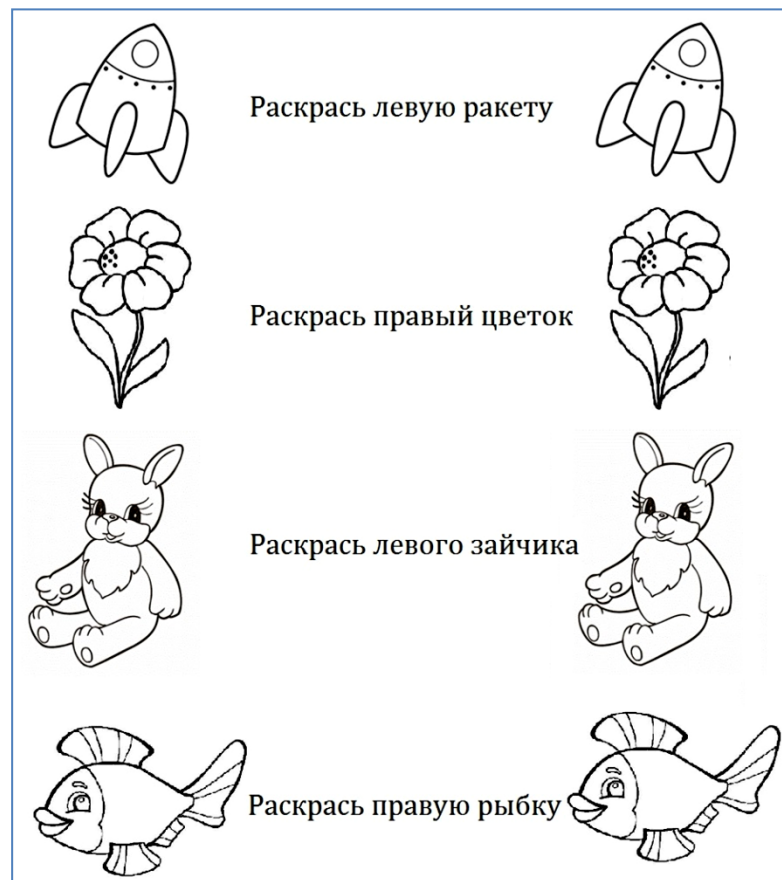 Раскрась левую ракету
Раскрась правый цветок
Раскрась левого зайчика
Раскрась правую рыбку